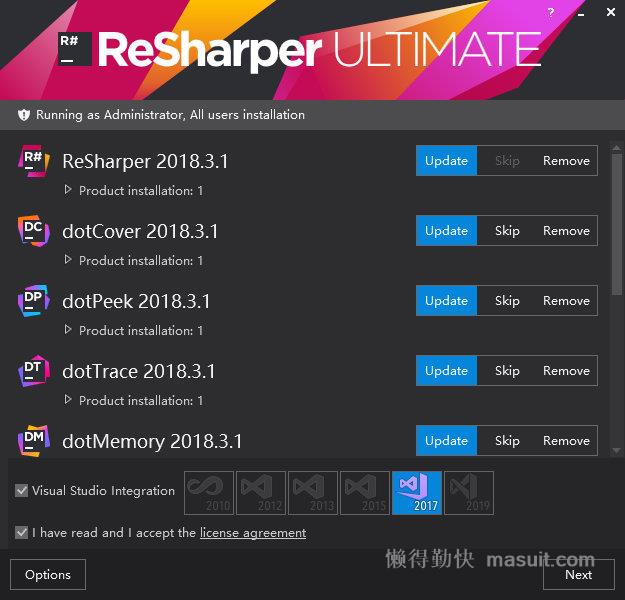 ?
R# ReSharper ULTIMATE
Running as Administrator, All users installation
R# ReSharper 2018.3.1 Update Skip Remove
Product installation: 1
DC dotCover 2018.3.1 Update Skip Remove
Product installation: 1
DP dotPeek 2018.3.1 Update Skip Remove
Product installation: 1
DT dotTrace 2018.3.1 Update Skip Remove
Product installation: 1
DM dotMemory 2018.3.1 Update Skip Remove
Visual Studio Integration 2010 2012 2013 2015 2017 2019
I have read and I accept the license agreement
懒得勤快 masuit.com
Options Next